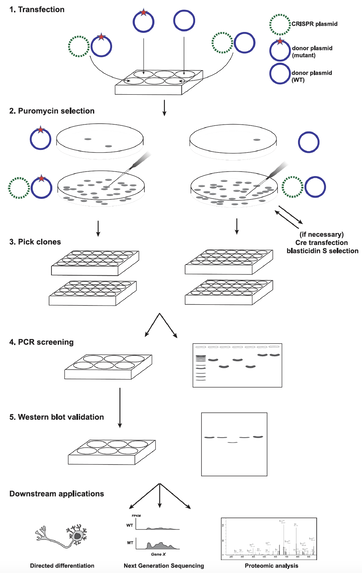 1. Transfection
CRISPR plasmid
donor plasmid
(mutant)
donor plasmid
(WT)
2. Puromycin selection
(if necessary)
Cre transfection
blasticidin S selection
3. Pick clones
4. PCR screening
5. Western blot validation
Downstream applications
WT
MT
Gene X
Directed differentiation
Next Generation Sequencing
Proteomic analysis